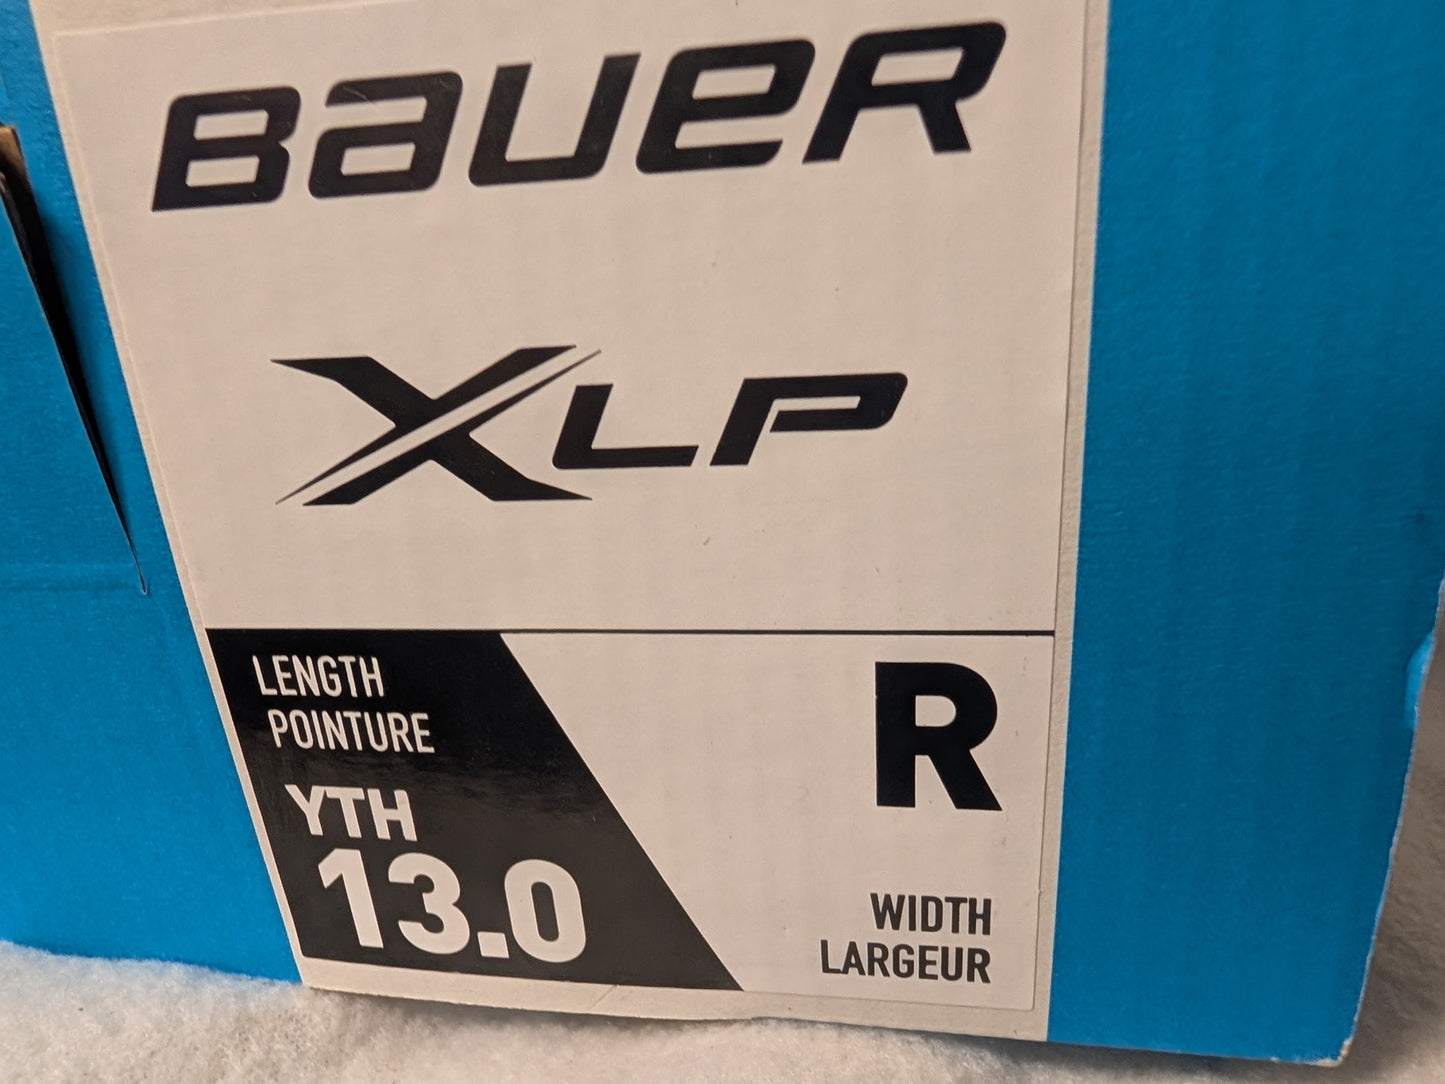 BAUER
XLP
LENGTH
POINTURE
YTH
13.0
R
WIDTH
LARGEUR